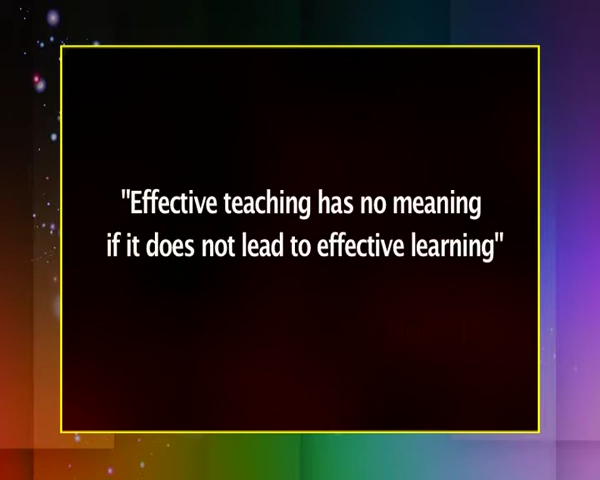 "Effective teaching has no meaning
if it does not lead to effective learning"